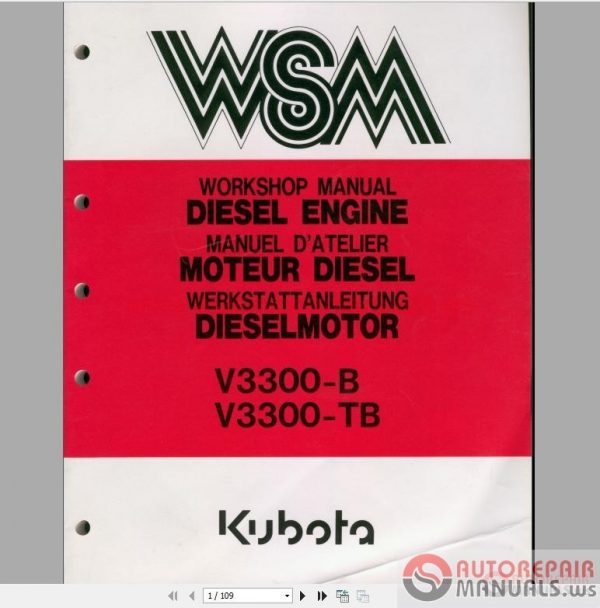 WSM
WORKSHOP MANUAL
DIESEL ENGINE
MANUEL D'ATELIER
MOTEUR DIESEL
WERKSTATTANLEITUNG
DIESELMOTOR
V3300-B
V3300-TB
Kubota
AUTOREPAIR
MANUALS.ws
1 / 109